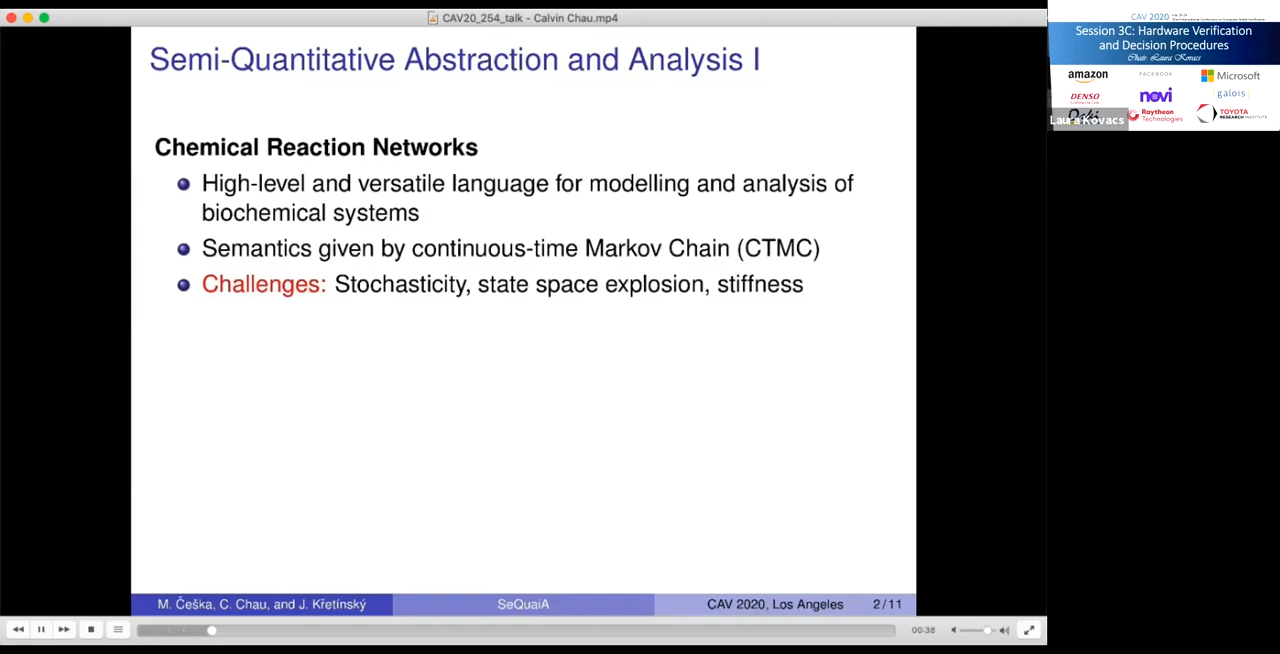 CAV20_254_talk - Calvin Chau.mp4
Semi-Quantitative Abstraction and Analysis I
Chemical Reaction Networks
High-level and versatile language for modelling and analysis of
biochemical systems
Semantics given by continuous-time Markov Chain (CTMC)
Challenges: Stochasticity, state space explosion, stiffness
M. Češka, C. Chau, and J. Křetínský
SeQuaiA
CAV 2020, Los Angeles 2/11
00:38
CAV 2020
Session 3C: Hardware Verification
and Decision Procedures
Chair: Laura Kovacs
amazon FACEBOOK Microsoft
DENSO novi galois
Raytheon
Technologies
TOYOTA
RESEARCH INSTITUTE
Laura Kovacs